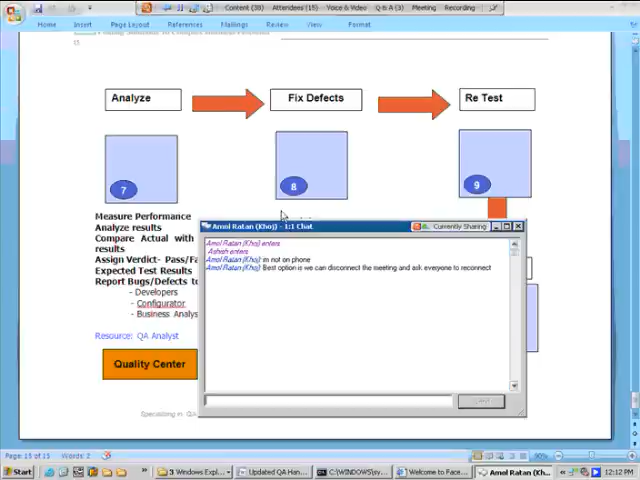 Content (38) Attendees (15) Voice & Video Q & A (3) Meeting Recording
Home Insert Page Layout References Mailings Review View Format
15
Analyze Fix Defects Re Test
7 8 9
Measure Performance
Analyze results
Compare Actual with
results
Assign Verdict- Pass/Fa
Expected Test Results
Report Bugs/Defects to
- Developers
- Configurator
- Business Analys
Resource: QA Analyst
Quality Center
Specializing in QA
Amol Ratan (Khoj) - 1:1 Chat Currently Sharing
Amol Ratan (Khoj) enters
Ashish enters
Amol Ratan (Khoj): im not on phone
Amol Ratan (Khoj): Best option is we can disconnect the meeting and ask everyone to reconnect
Page: 15 of 15 Words: 2 90%
Start 3 Windows Expl... Updated QA Han... C:\WINDOWS\sy... Welcome to Face... Amol Ratan (Kh... 12:12 PM